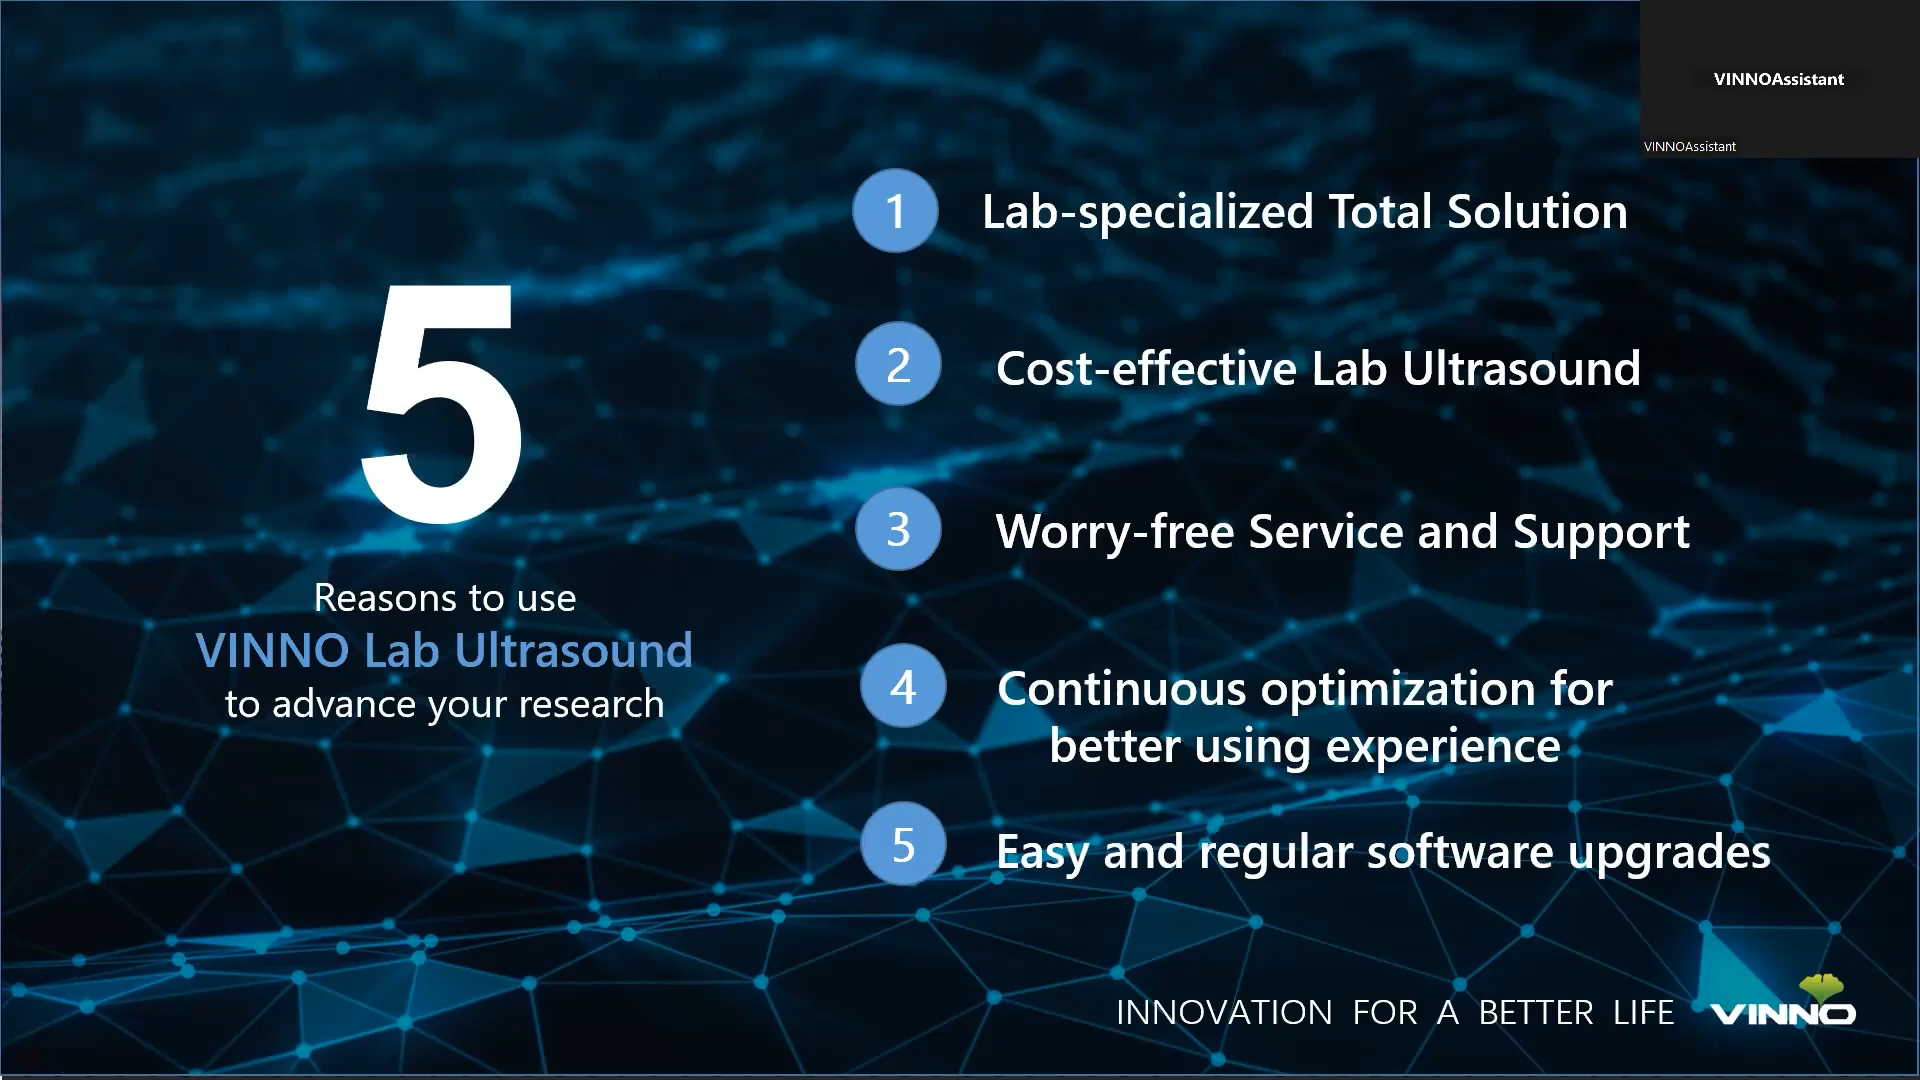 VINNOAssistant
VINNOAssistant
5
Reasons to use
VINNO Lab Ultrasound
to advance your research
1 Lab-specialized Total Solution
2 Cost-effective Lab Ultrasound
3 Worry-free Service and Support
4 Continuous optimization for
better using experience
5 Easy and regular software upgrades
INNOVATION FOR A BETTER LIFE VINNO